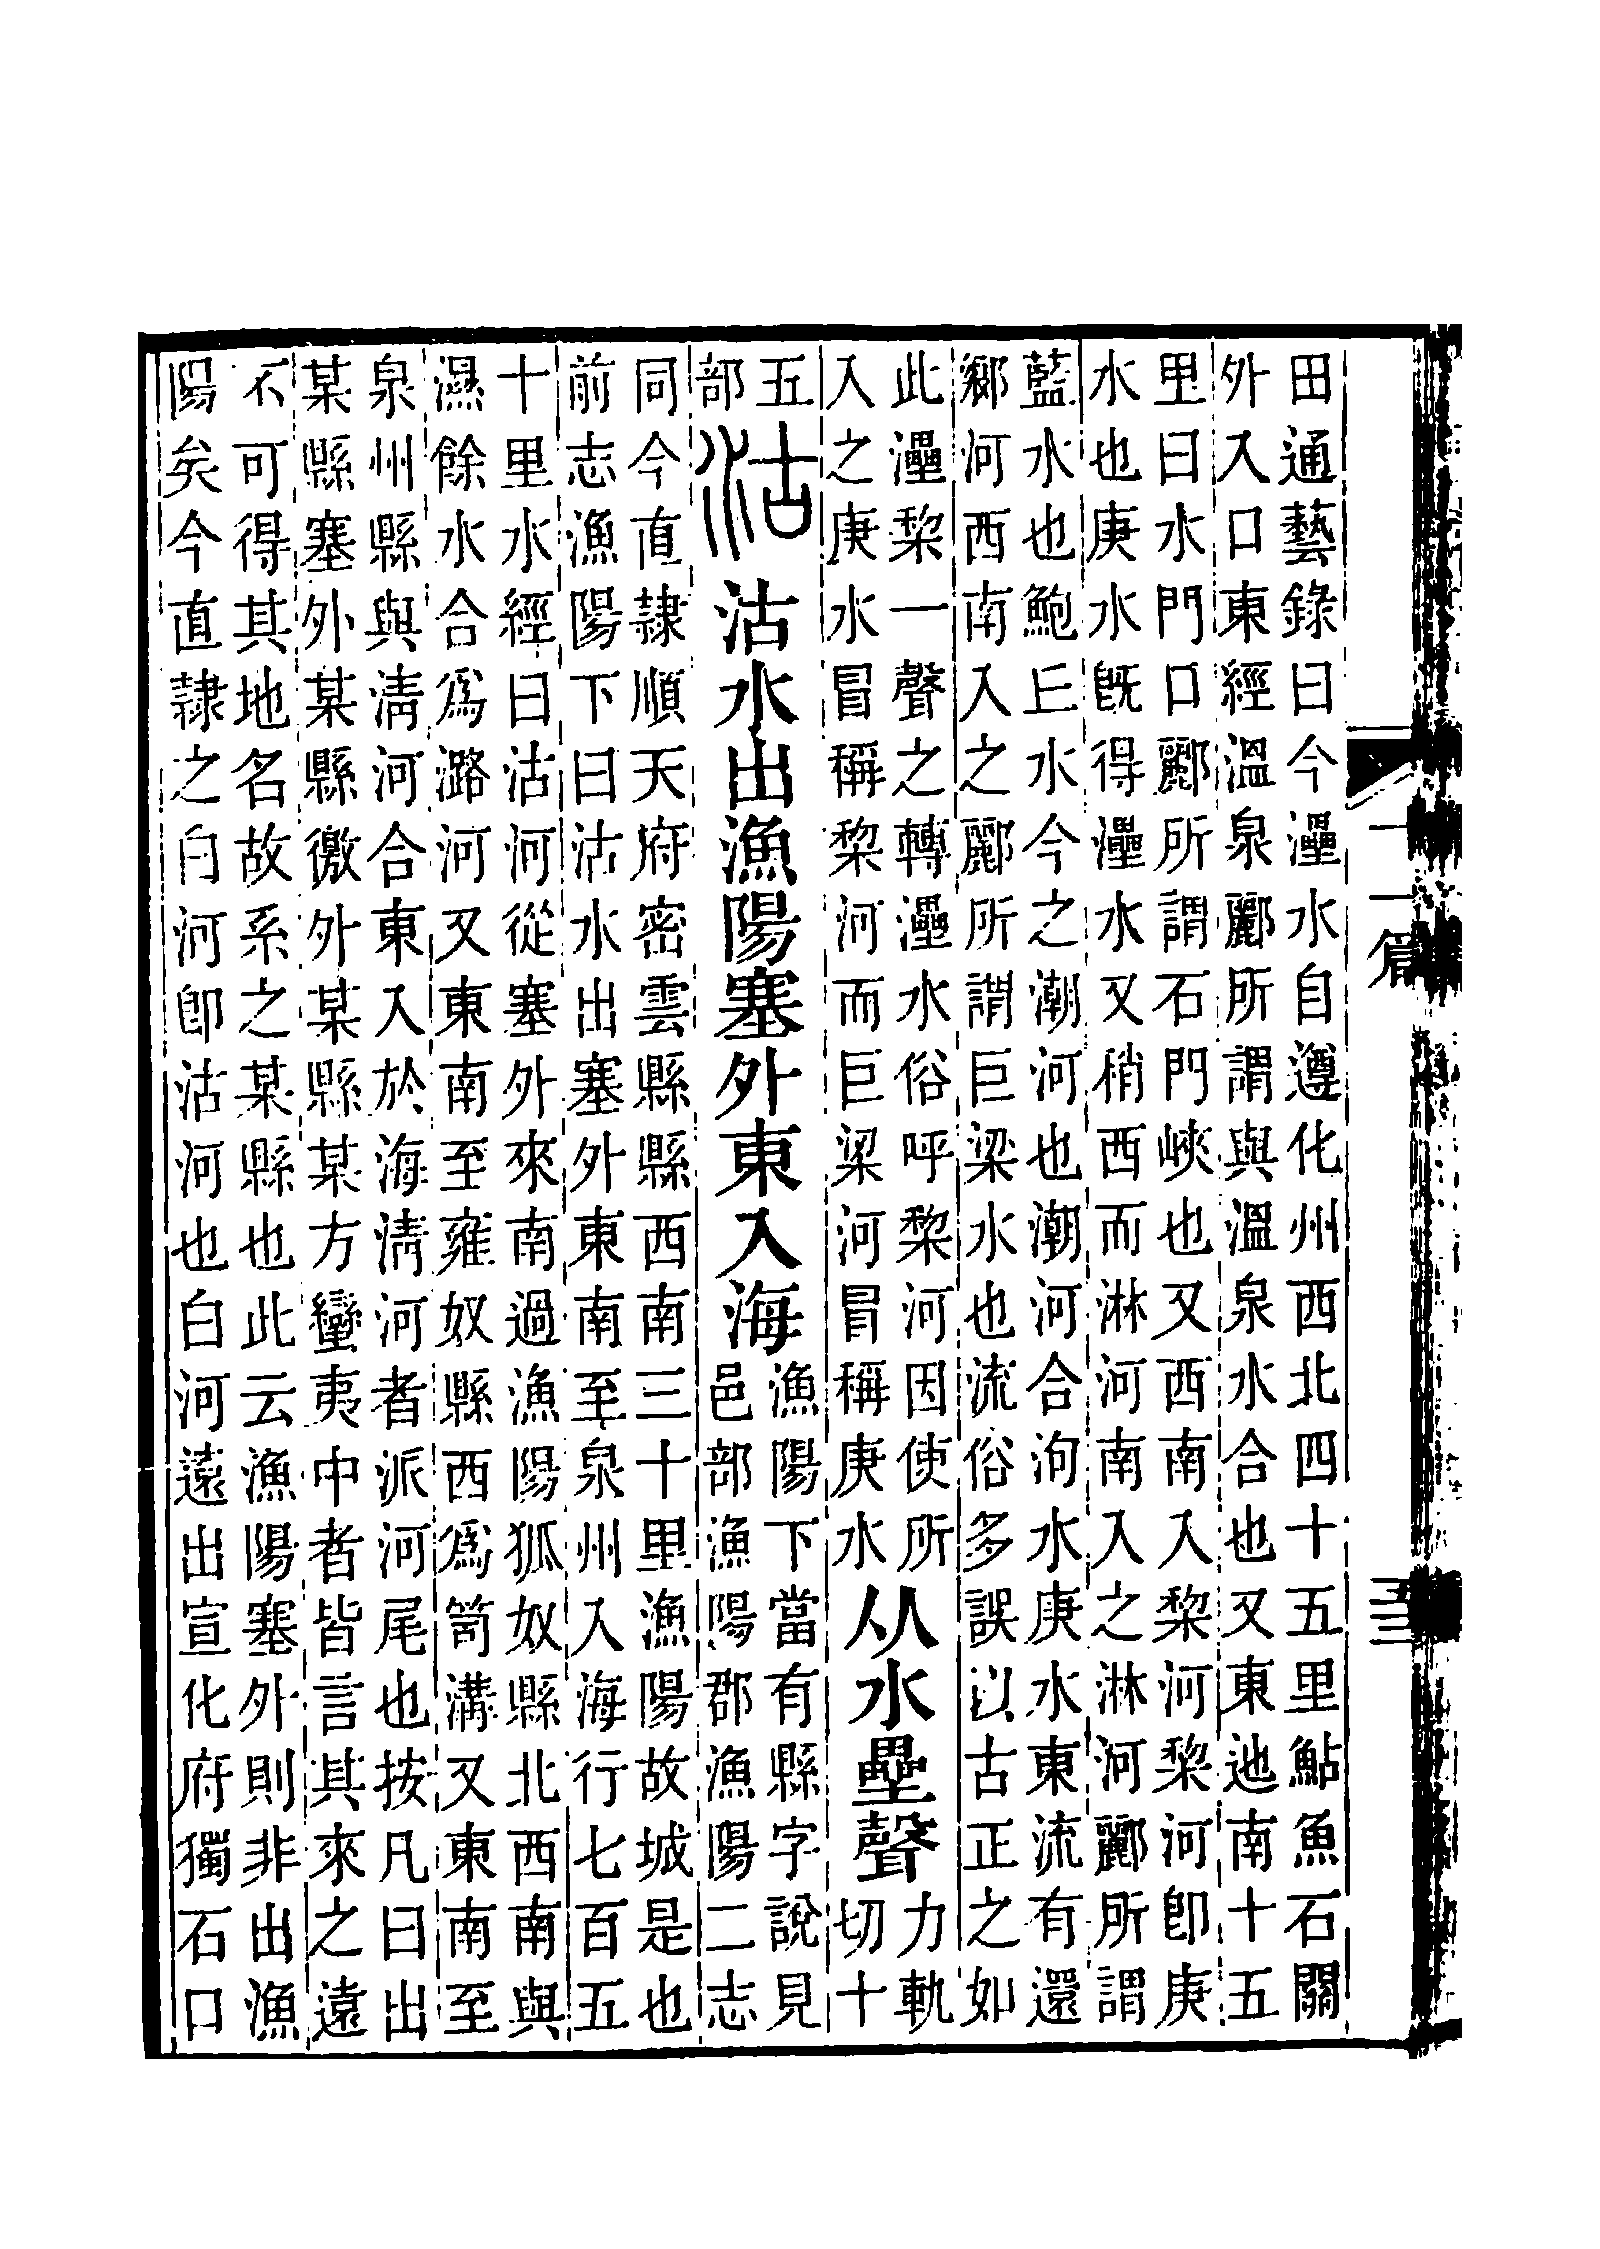 田通藝錄曰今灅水自遵化州西北四十五里鮎魚石關
外入口東經溫泉酈所謂與溫泉水合也又東迆南十五
里曰水門口酈所謂石門峽也又西南入棃河棃河卽庚
水也庚水旣得灅水又稍西而淋河南入之淋河酈所謂
藍水也鮑丘水今之潮河也潮河合泃水庚水東流有還
鄉河西南入之酈所謂巨梁水也流俗多誤以古正之如
此灅棃一聲之轉灅水俗呼棃河因使所
入之庚水冒稱棃河而巨梁河冒稱庚水
从水壘聲
力軌
切十
五
部
沽
沽水出漁陽塞外東入海
漁陽下當有縣字說見
邑部漁陽郡漁陽二志
同今直隸順天府密雲縣縣西南三十里漁陽故城是也
前志漁陽下曰沽水出塞外東南至泉州入海行七百五
十里水經曰沽河從塞外來南過漁陽狐奴縣北西南與
濕餘水合爲潞河又東南至雍奴縣西爲笥溝又東南至
泉州縣與淸河合東入於海淸河者派河尾也按凡曰出
某縣塞外某縣徼外某縣某方蠻夷中者皆言其來之遠
不可得其地名故系之某縣也此云漁陽塞外則非出漁
陽矣今直隸之白河卽沽河也白河遠出宣化府獨石口